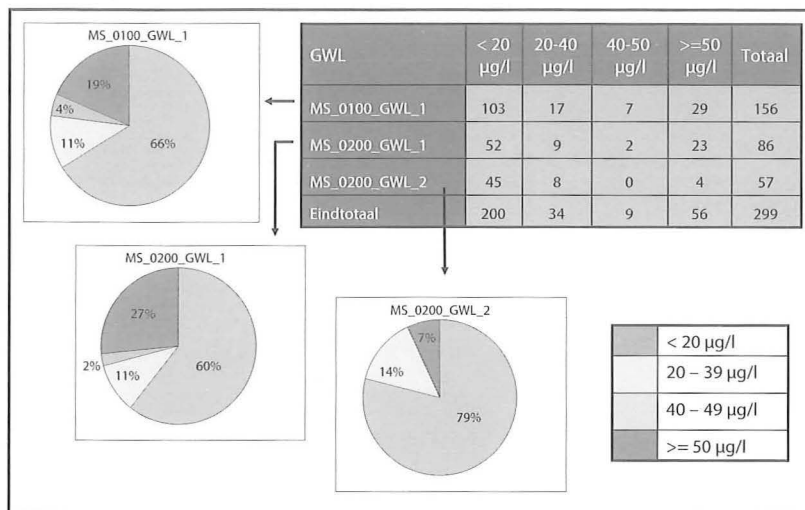 MS_0100_GWL_1
19%
4%
11%
66%
GWL < 20 µg/l 20-40 µg/l 40-50 µg/l >=50 µg/l Totaal
MS_0100_GWL_1 103 17 7 29 156
MS_0200_GWL_1 52 9 2 23 86
MS_0200_GWL_2 45 8 0 4 57
Eindtotaal 200 34 9 56 299
MS_0200_GWL_1
27%
2%
11%
60%
MS_0200_GWL_2
7%
14%
79%
< 20 µg/l
20 – 39 µg/l
40 – 49 µg/l
>= 50 µg/l